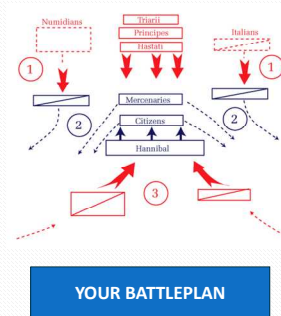 Numidians
Triarii
Principes
Hastati
Italians
1
1
Mercenaries
2
2
Citizens
Hannibal
3
YOUR BATTLEPLAN